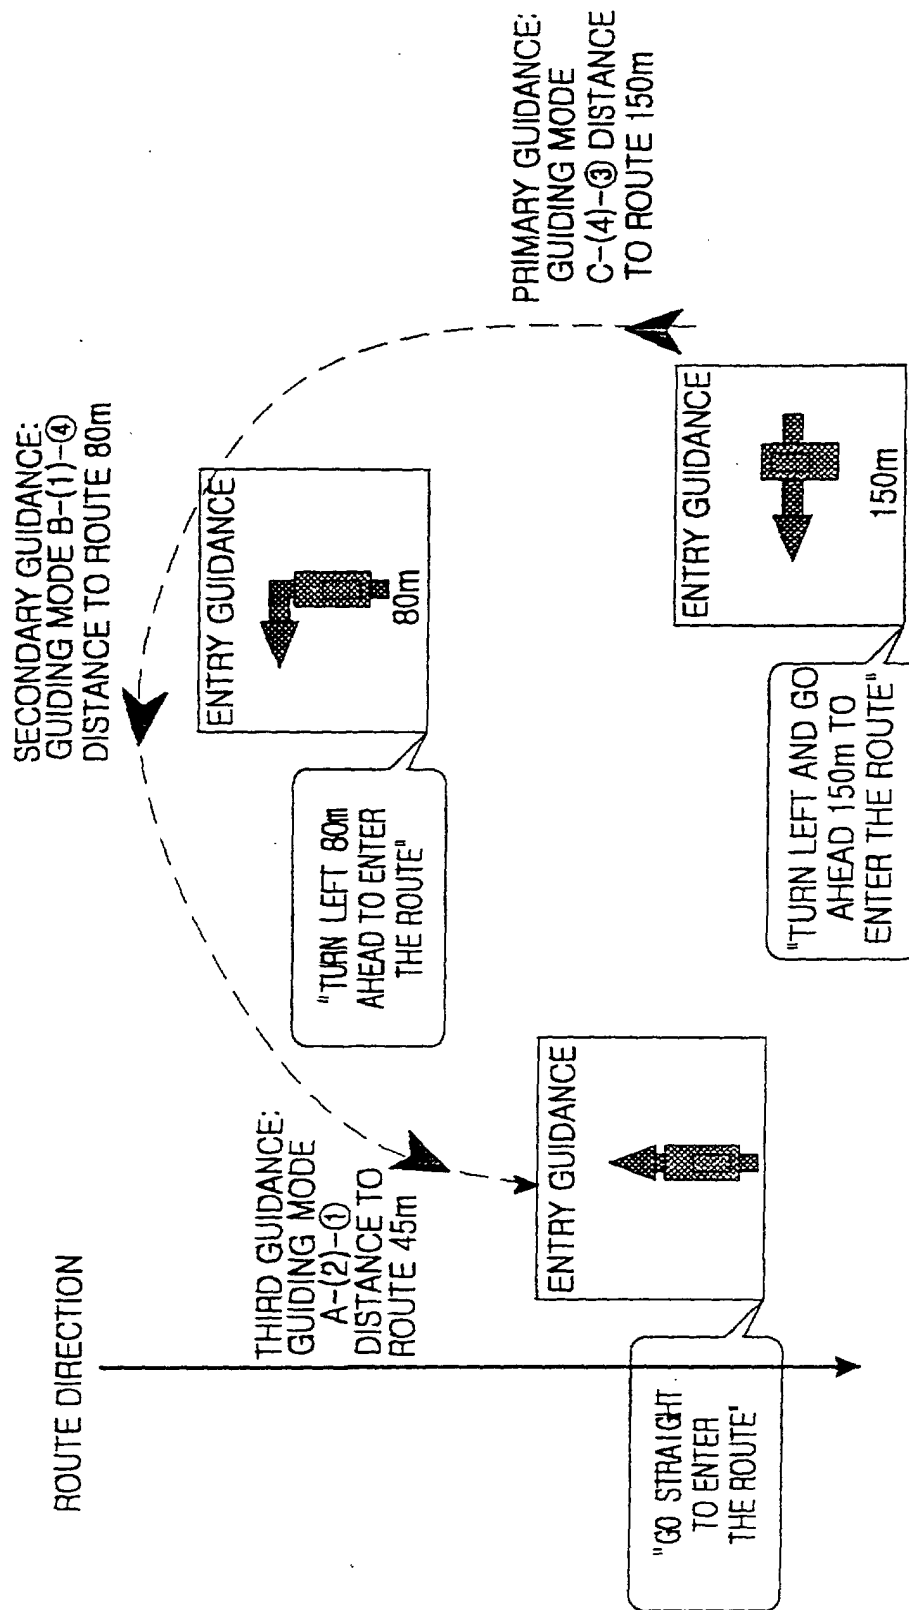 ROUTE DIRECTION
THIRD GUIDANCE:
GUIDING MODE
A-(2)-①
DISTANCE TO
ROUTE 45m
ENTRY GUIDANCE
"GO STRAIGHT
TO ENTER
THE ROUTE"
SECONDARY GUIDANCE:
GUIDING MODE B-(1)-④
DISTANCE TO ROUTE 80m
ENTRY GUIDANCE
80m
"TURN LEFT 80m
AHEAD TO ENTER
THE ROUTE"
PRIMARY GUIDANCE:
GUIDING MODE
C-(4)-③ DISTANCE
TO ROUTE 150m
ENTRY GUIDANCE
150m
"TURN LEFT AND GO
AHEAD 150m TO
ENTER THE ROUTE"